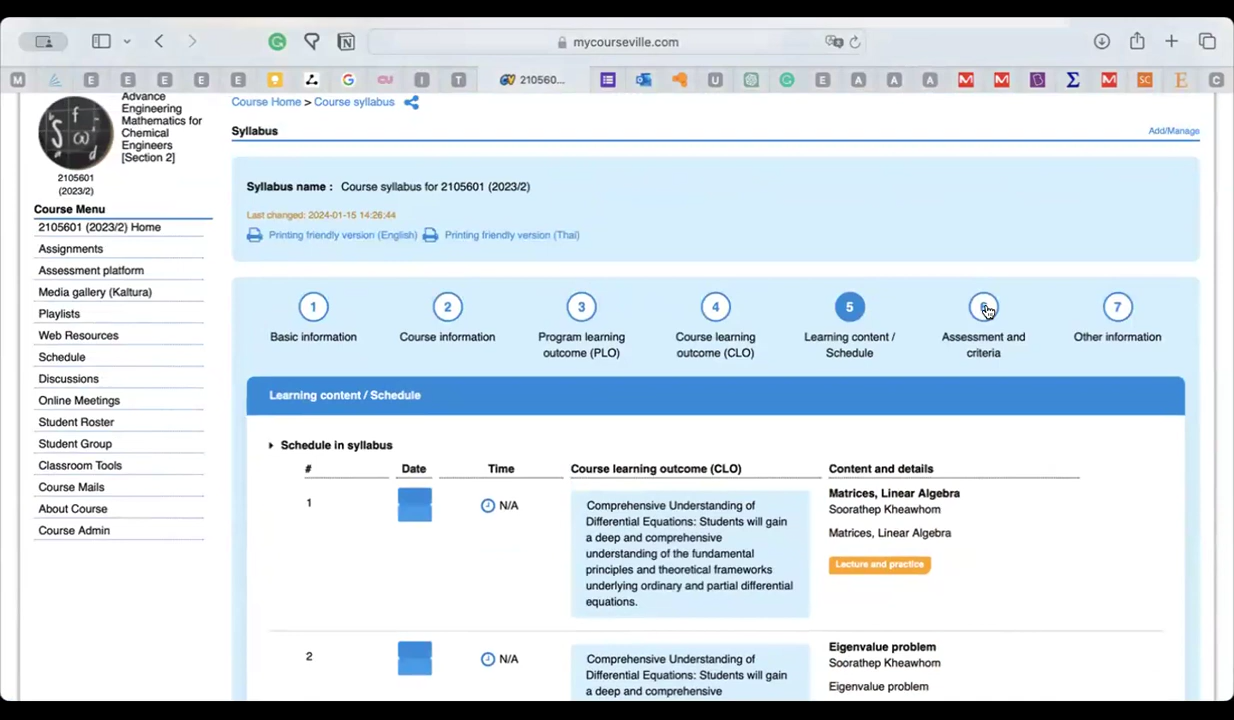 mycourseville.com
M
E
E
E
E
E
G
CU
I
T
210560...
U
E
A
A
A
M
M
Σ
M
SC
E
C
Advance
Engineering
Mathematics for
Chemical
Engineers
[Section 2]
2105601
(2023/2)
Course Menu
2105601 (2023/2) Home
Assignments
Assessment platform
Media gallery (Kaltura)
Playlists
Web Resources
Schedule
Discussions
Online Meetings
Student Roster
Student Group
Classroom Tools
Course Mails
About Course
Course Admin
Course Home > Course syllabus
Syllabus
Add/Manage
Syllabus name : Course syllabus for 2105601 (2023/2)
Last changed: 2024-01-15 14:26:44
Printing friendly version (English)
Printing friendly version (Thai)
1
Basic information
2
Course information
3
Program learning
outcome (PLO)
4
Course learning
outcome (CLO)
5
Learning content /
Schedule
Assessment and
criteria
7
Other information
Learning content / Schedule
Schedule in syllabus
# Date Time Course learning outcome (CLO) Content and details
1
N/A
Comprehensive Understanding of
Differential Equations: Students will gain
a deep and comprehensive
understanding of the fundamental
principles and theoretical frameworks
underlying ordinary and partial differential
equations.
Matrices, Linear Algebra
Soorathep Kheawhom
Matrices, Linear Algebra
Lecture and practice
2
N/A
Comprehensive Understanding of
Differential Equations: Students will gain
a deep and comprehensive
Eigenvalue problem
Soorathep Kheawhom
Eigenvalue problem